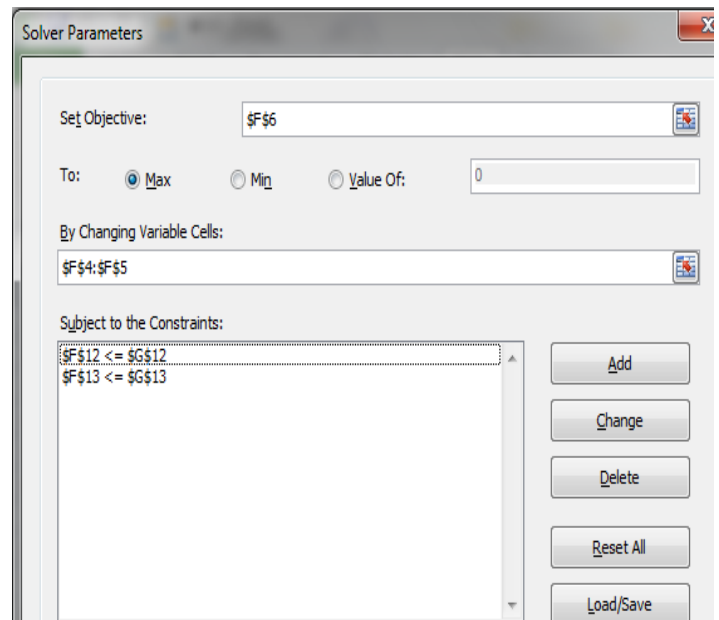 Solver Parameters
X
Set Objective: $F$6
To: Max Min Value Of: 0
By Changing Variable Cells:
$F$4:$F$5
Subject to the Constraints:
$F$12 <= $G$12
$F$13 <= $G$13
Add
Change
Delete
Reset All
Load/Save